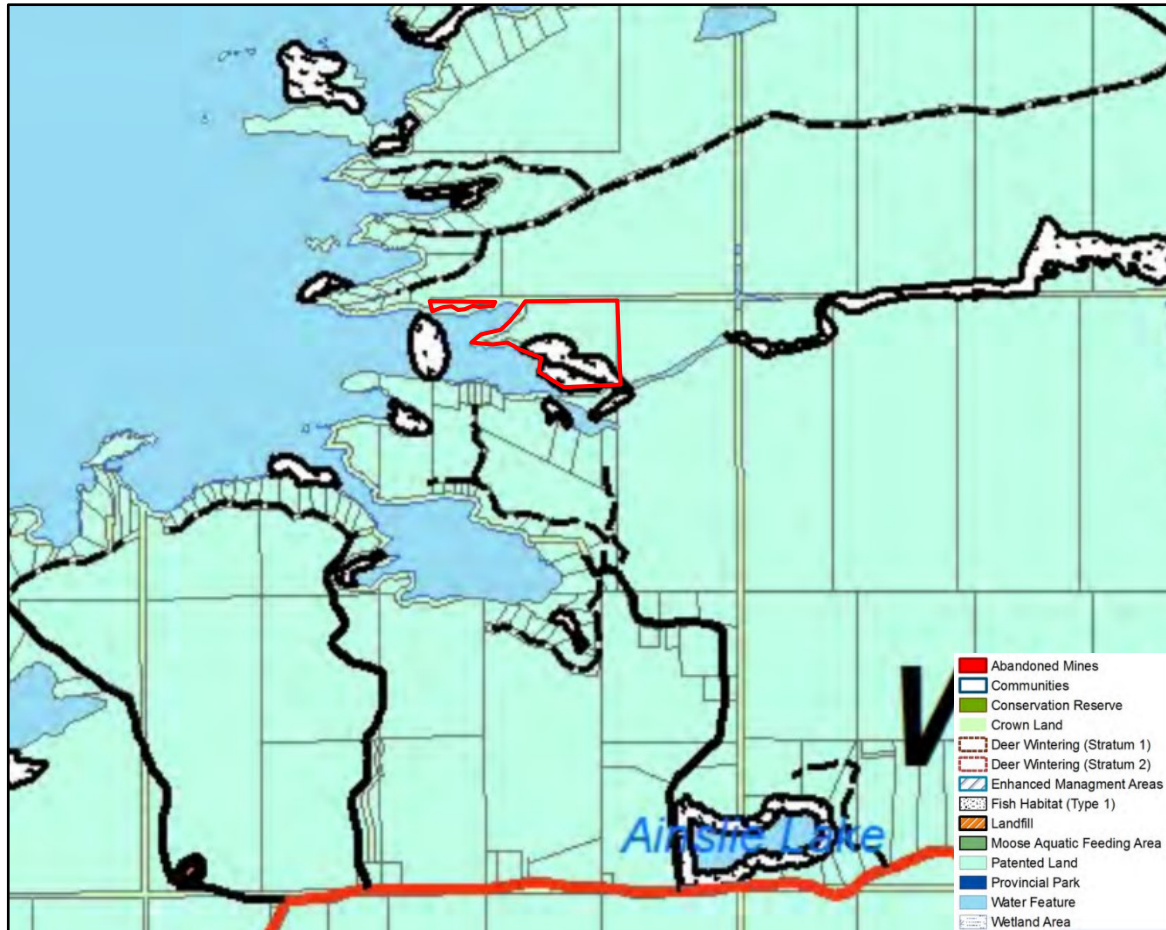 V
Ainslie Lake
Abandoned Mines
Communities
Conservation Reserve
Crown Land
Deer Wintering (Stratum 1)
Deer Wintering (Stratum 2)
Enhanced Managment Areas
Fish Habitat (Type 1)
Landfill
Moose Aquatic Feeding Area
Patented Land
Provincial Park
Water Feature
Wetland Area